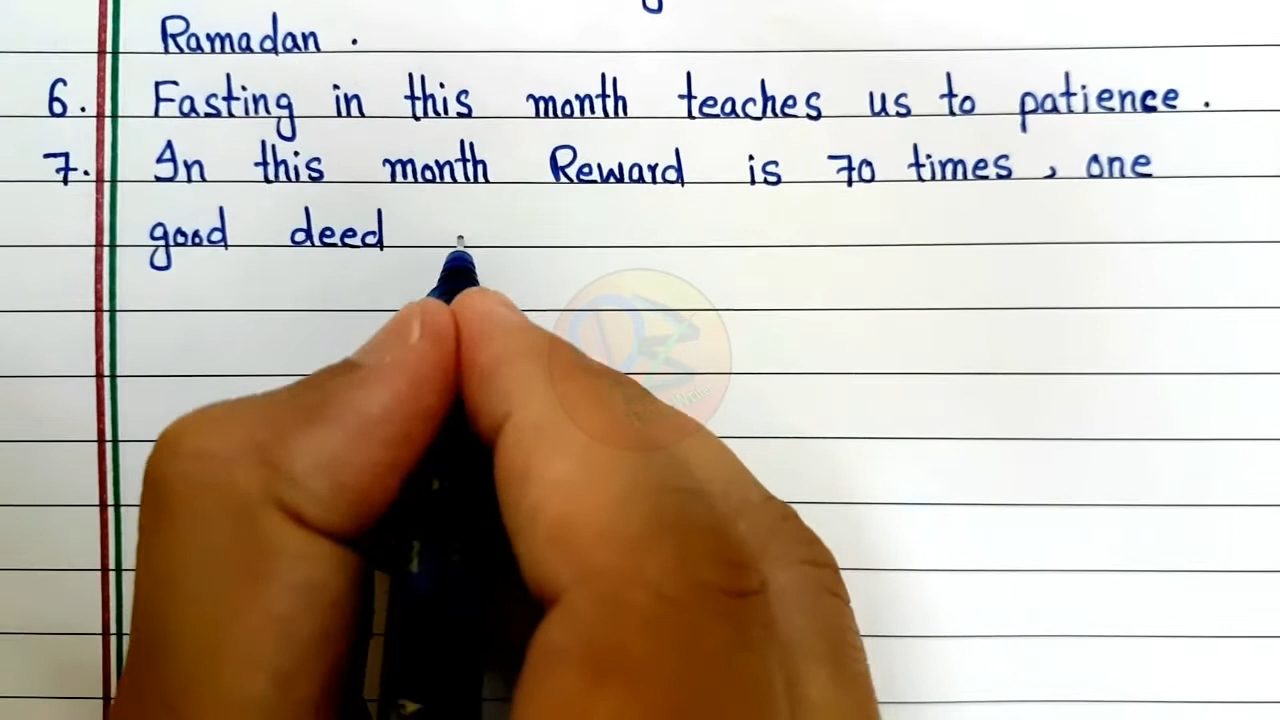 Ramadan .
6. Fasting in this month teaches us to patience .
7. In this month Reward is 70 times , one
good deed